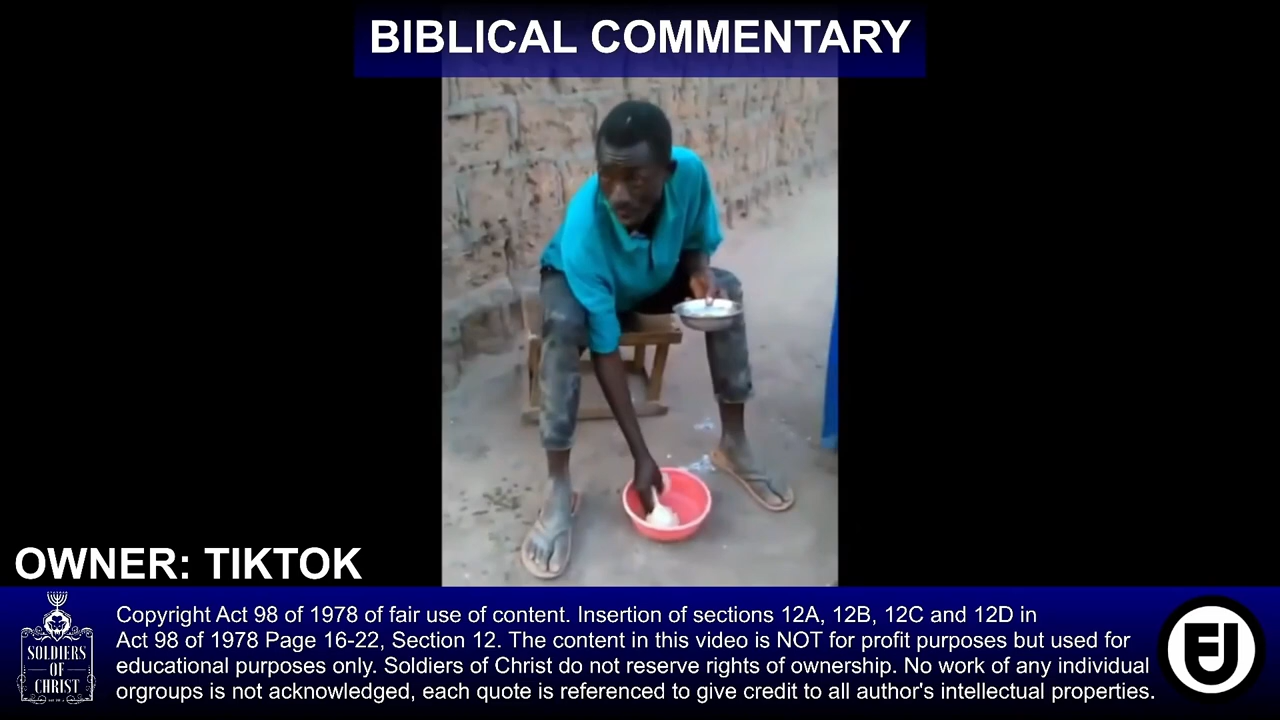 BIBLICAL COMMENTARY
OWNER: TIKTOK
SOLDIERS
OF
CHRIST
Copyright Act 98 of 1978 of fair use of content. Insertion of sections 12A, 12B, 12C and 12D in
Act 98 of 1978 Page 16-22, Section 12. The content in this video is NOT for profit purposes but used for
educational purposes only. Soldiers of Christ do not reserve rights of ownership. No work of any individual
orgroups is not acknowledged, each quote is referenced to give credit to all author's intellectual properties.